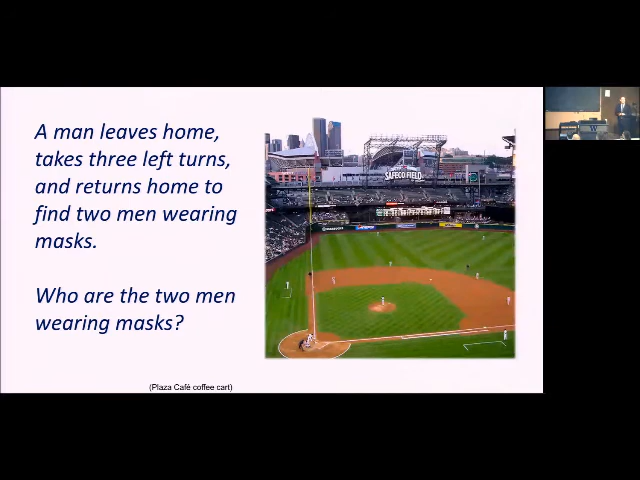 A man leaves home,
takes three left turns,
and returns home to
find two men wearing
masks.
Who are the two men
wearing masks?
SAFECO FIELD
(Plaza Café coffee cart)